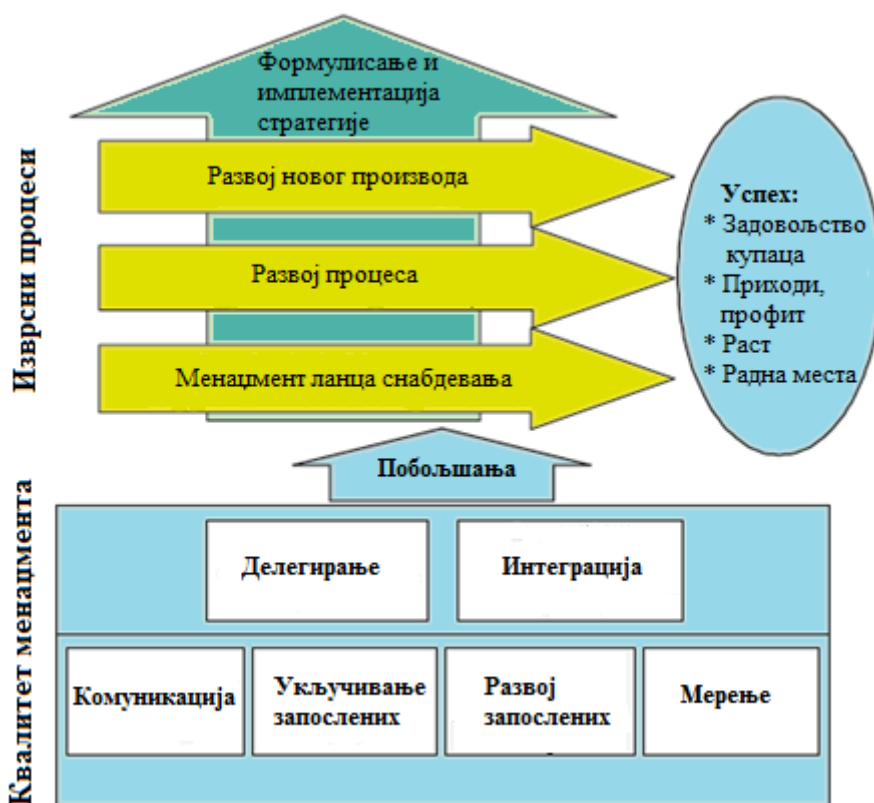 Формулисање и
имплементација
стратегије
Изврсни процеси
Развој новог производа
Развој процеса
Менаџмент ланца снабдевања
Успех:
* Задовољство
купаца
* Приходи,
профит
* Раст
* Радна места
Побољшања
Квалитет менаџмента
Делегирање
Интеграција
Комуникација
Укључивање
запослених
Развој
запослених
Мерење